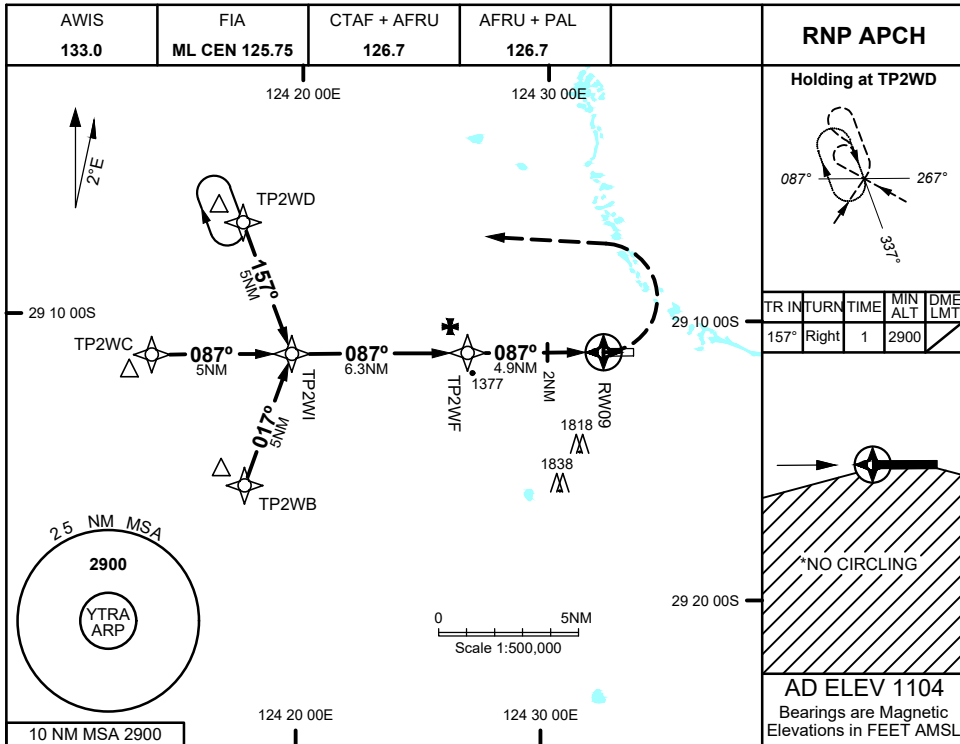 AWIS
133.0
FIA
ML CEN 125.75
CTAF + AFRU
126.7
AFRU + PAL
126.7
RNP APCH
124 20 00E
124 30 00E
2°E
TP2WD
157°
5NM
29 10 00S
29 10 00S
TP2WC
087°
5NM
TP2WI
087°
6.3NM
TP2WF
1377
087°
4.9NM
2NM
RW09
017°
5NM
TP2WB
1818
1838
25 NM MSA
2900
YTRA
ARP
10 NM MSA 2900
0 5NM
Scale 1:500,000
29 20 00S
124 20 00E
124 30 00E
Holding at TP2WD
087°
267°
337°
TR IN TURN TIME MIN ALT DME LMT
157° Right 1 2900
*NO CIRCLING
AD ELEV 1104
Bearings are Magnetic
Elevations in FEET AMSL